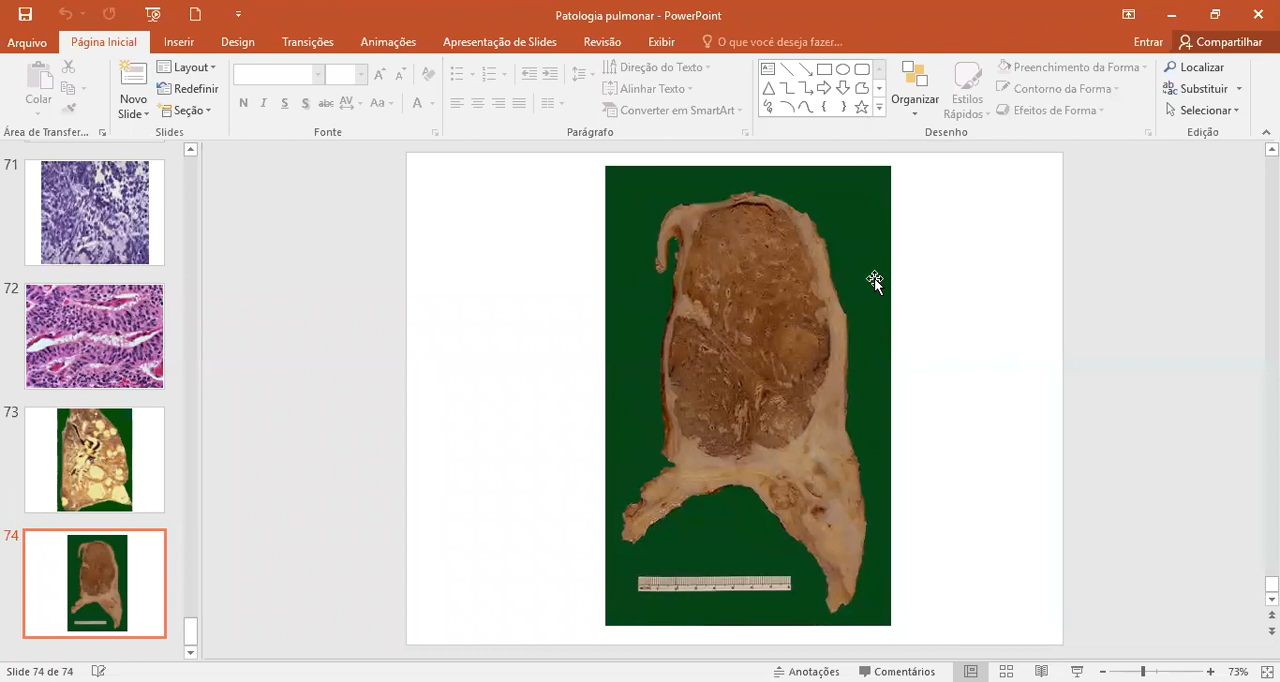 Patologia pulmonar - PowerPoint
Arquivo
Página Inicial
Inserir
Design
Transições
Animações
Apresentação de Slides
Revisão
Exibir
O que você deseja fazer...
Entrar
Compartilhar
Colar
Área de Transfer...
Novo
Slide
Layout
Redefinir
Seção
Slides
N I S S abc AV Aa A
Fonte
Direção do Texto
Alinhar Texto
Converter em SmartArt
Parágrafo
Organizar
Estilos
Rápidos
Preenchimento da Forma
Contorno da Forma
Efeitos de Forma
Desenho
Localizar
Substituir
Selecionar
Edição
71
72
73
74
Slide 74 de 74
Anotações
Comentários
73%